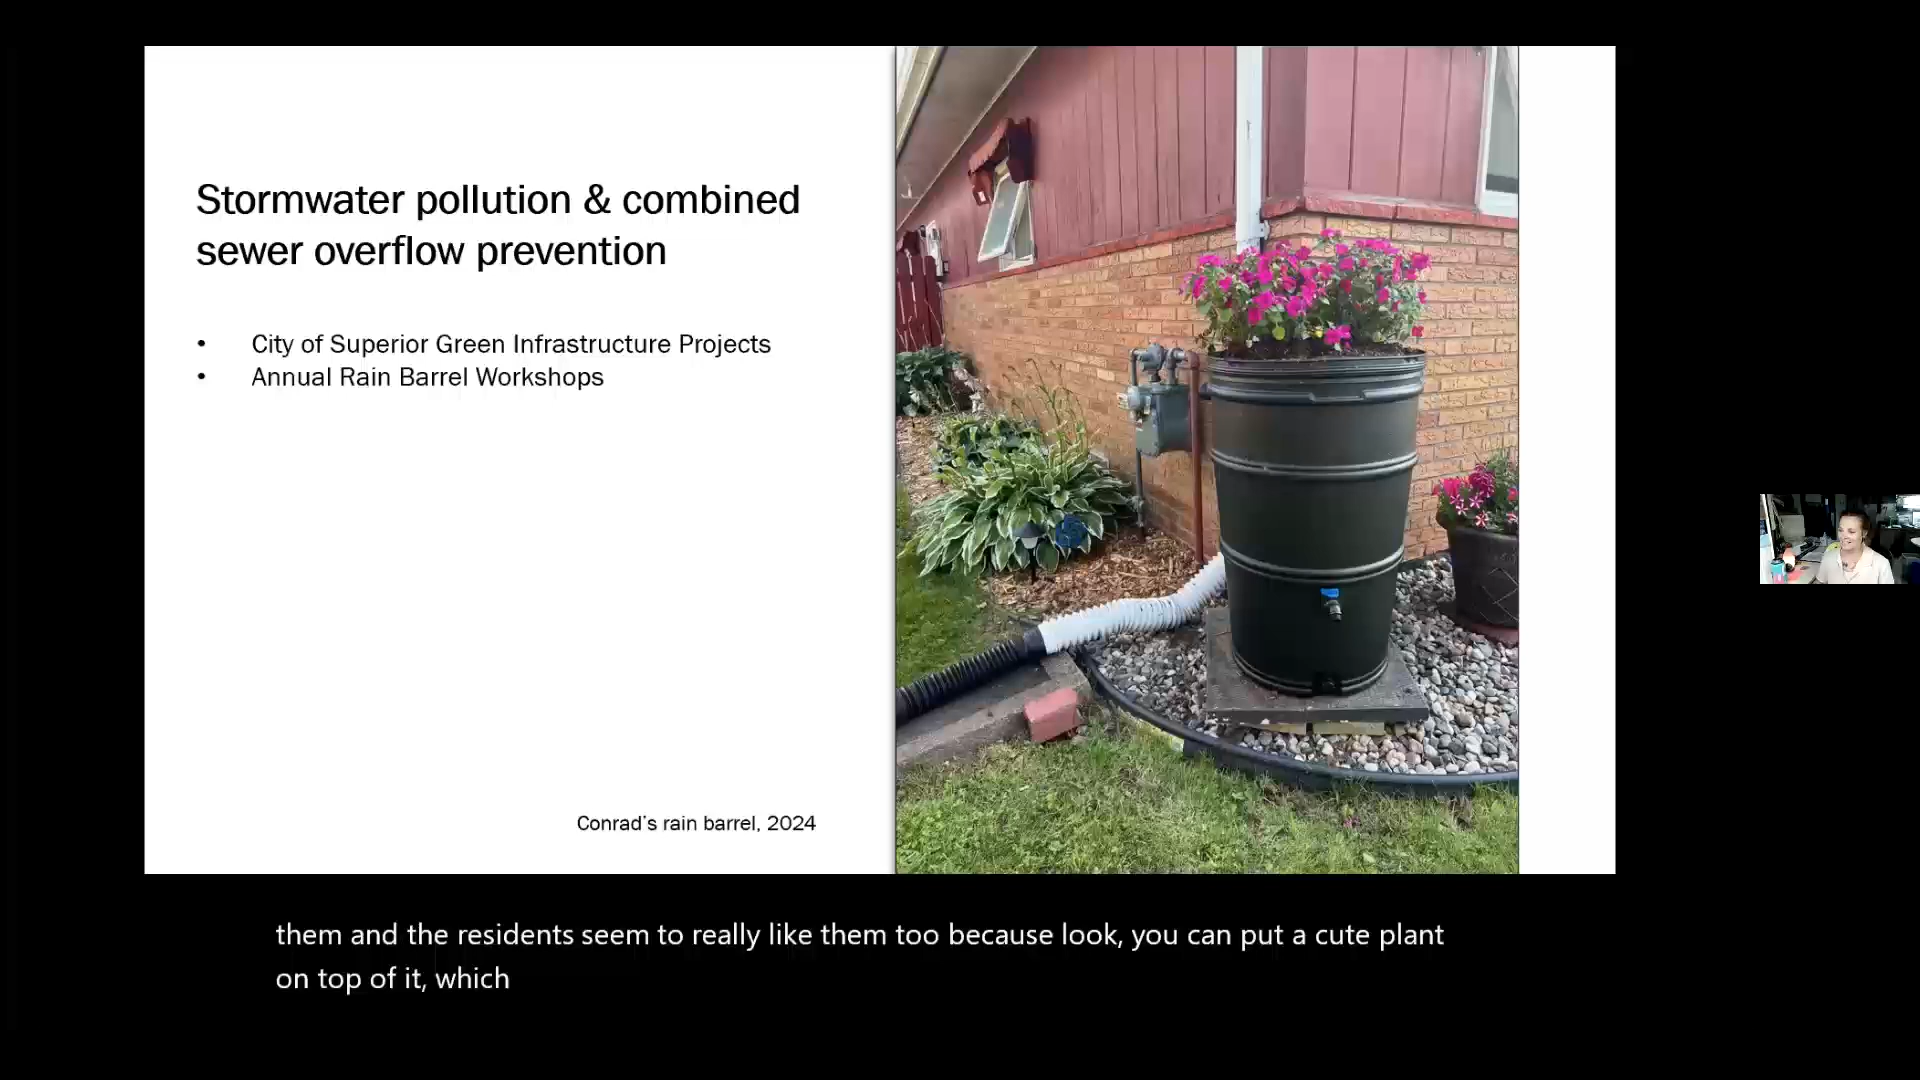 Stormwater pollution & combined
sewer overflow prevention
• City of Superior Green Infrastructure Projects
• Annual Rain Barrel Workshops
Conrad's rain barrel, 2024
them and the residents seem to really like them too because look, you can put a cute plant
on top of it, which